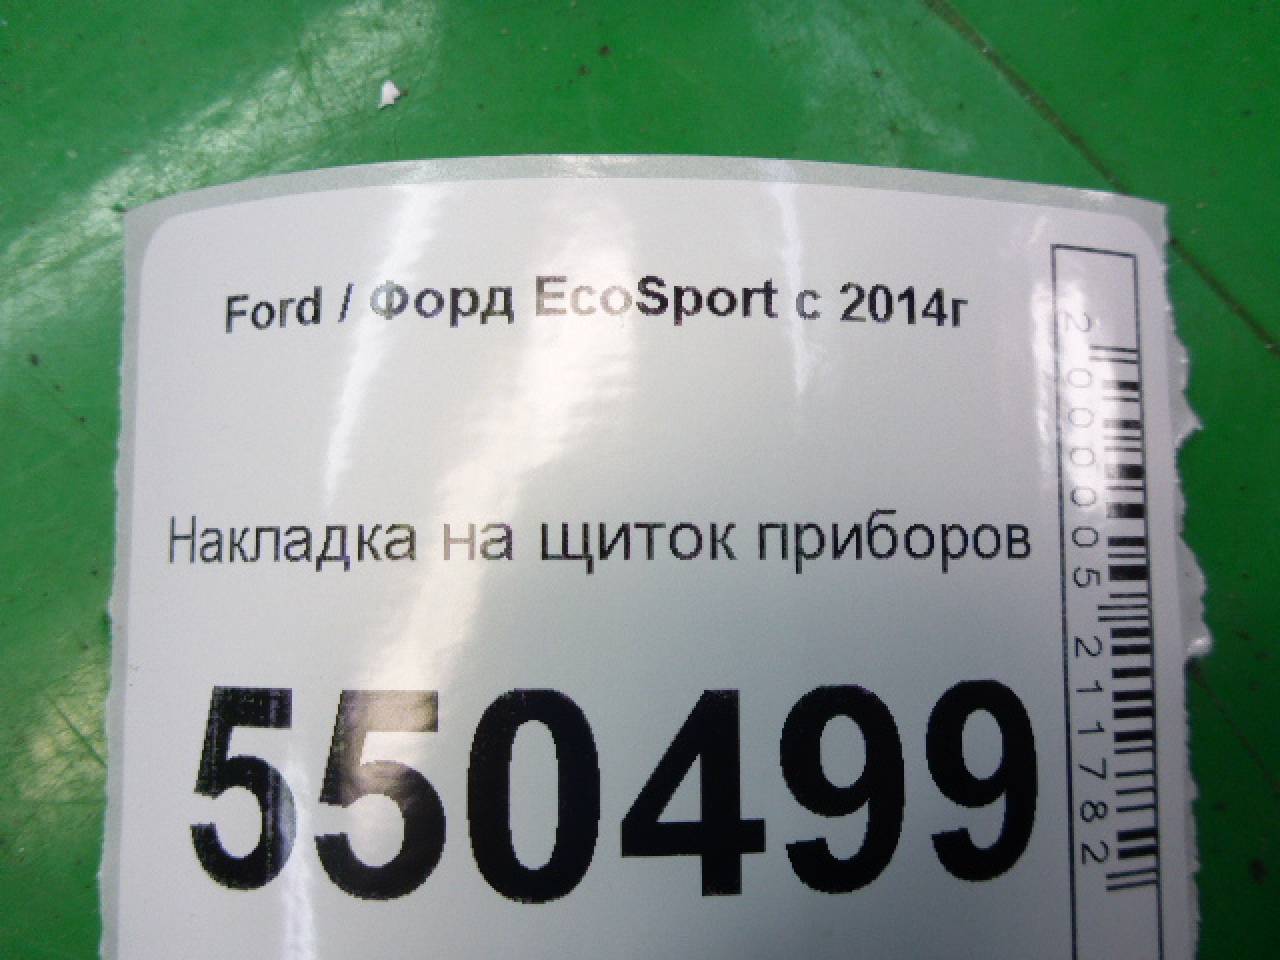 Ford / Форд EcoSport с 2014г
Накладка на щиток приборов
550499
2000005211782